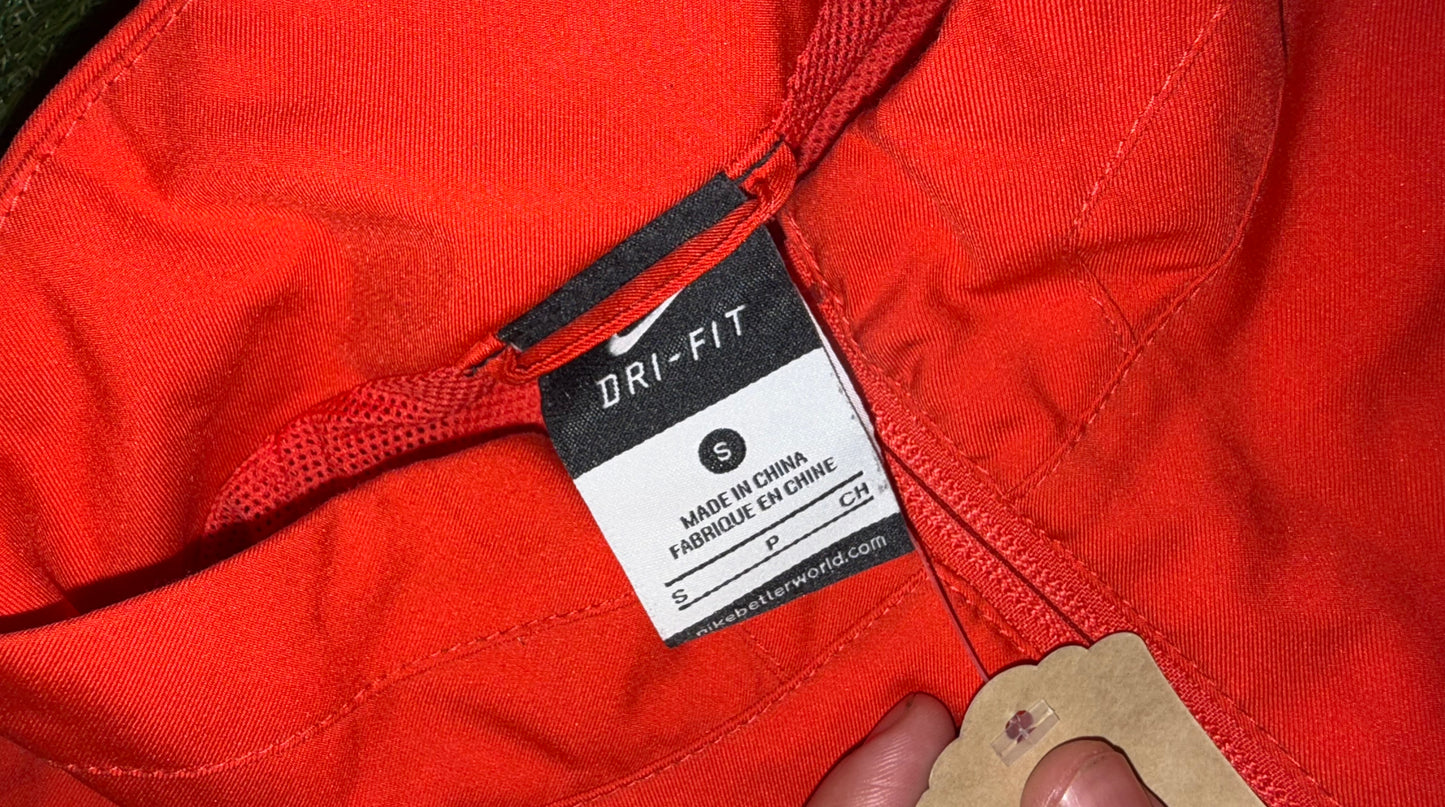 DRI-FIT
S
MADE IN CHINA
FABRIQUE EN CHINE
S P CH
nikebetterworld.com